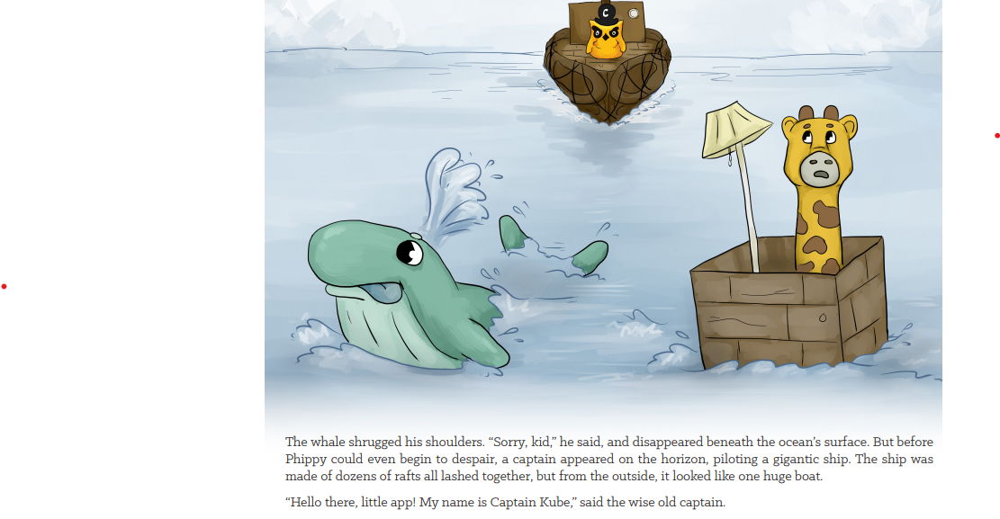 C
The whale shrugged his shoulders. “Sorry, kid,” he said, and disappeared beneath the ocean’s surface. But before
Phippy could even begin to despair, a captain appeared on the horizon, piloting a gigantic ship. The ship was
made of dozens of rafts all lashed together, but from the outside, it looked like one huge boat.
“Hello there, little app! My name is Captain Kube,” said the wise old captain.